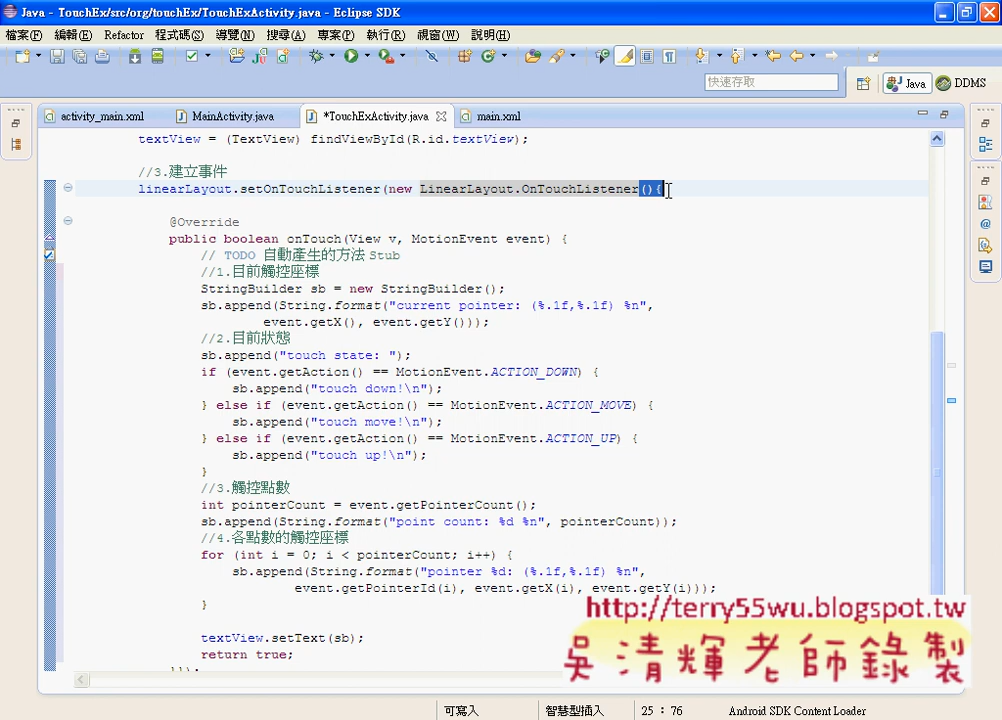 Java - TouchEx/src/org/touchEx/TouchExActivity.java - Eclipse SDK
檔案(F) 編輯(E) Refactor 程式碼(S) 導覽(N) 搜尋(A) 專案(P) 執行(R) 視窗(W) 說明(H)
快速存取 Java DDMS
activity_main.xml MainActivity.java *TouchExActivity.java main.xml
textView = (TextView) findViewById(R.id.textView);
//3.建立事件
linearLayout.setOnTouchListener(new LinearLayout.OnTouchListener(){
@Override
public boolean onTouch(View v, MotionEvent event) {
// TODO 自動產生的方法 Stub
//1.目前觸控座標
StringBuilder sb = new StringBuilder();
sb.append(String.format("current pointer: (%.1f,%.1f) %n",
event.getX(), event.getY()));
//2.目前狀態
sb.append("touch state: ");
if (event.getAction() == MotionEvent.ACTION_DOWN) {
sb.append("touch down!\n");
} else if (event.getAction() == MotionEvent.ACTION_MOVE) {
sb.append("touch move!\n");
} else if (event.getAction() == MotionEvent.ACTION_UP) {
sb.append("touch up!\n");
}
//3.觸控點數
int pointerCount = event.getPointerCount();
sb.append(String.format("point count: %d %n", pointerCount));
//4.各點數的觸控座標
for (int i = 0; i < pointerCount; i++) {
sb.append(String.format("pointer %d: (%.1f,%.1f) %n",
event.getPointerId(i), event.getX(i), event.getY(i)));
}
textView.setText(sb);
return true;
}});
http://terry55wu.blogspot.tw
吳清輝老師錄製
可寫入 智慧型插入 25 : 76 Android SDK Content Loader